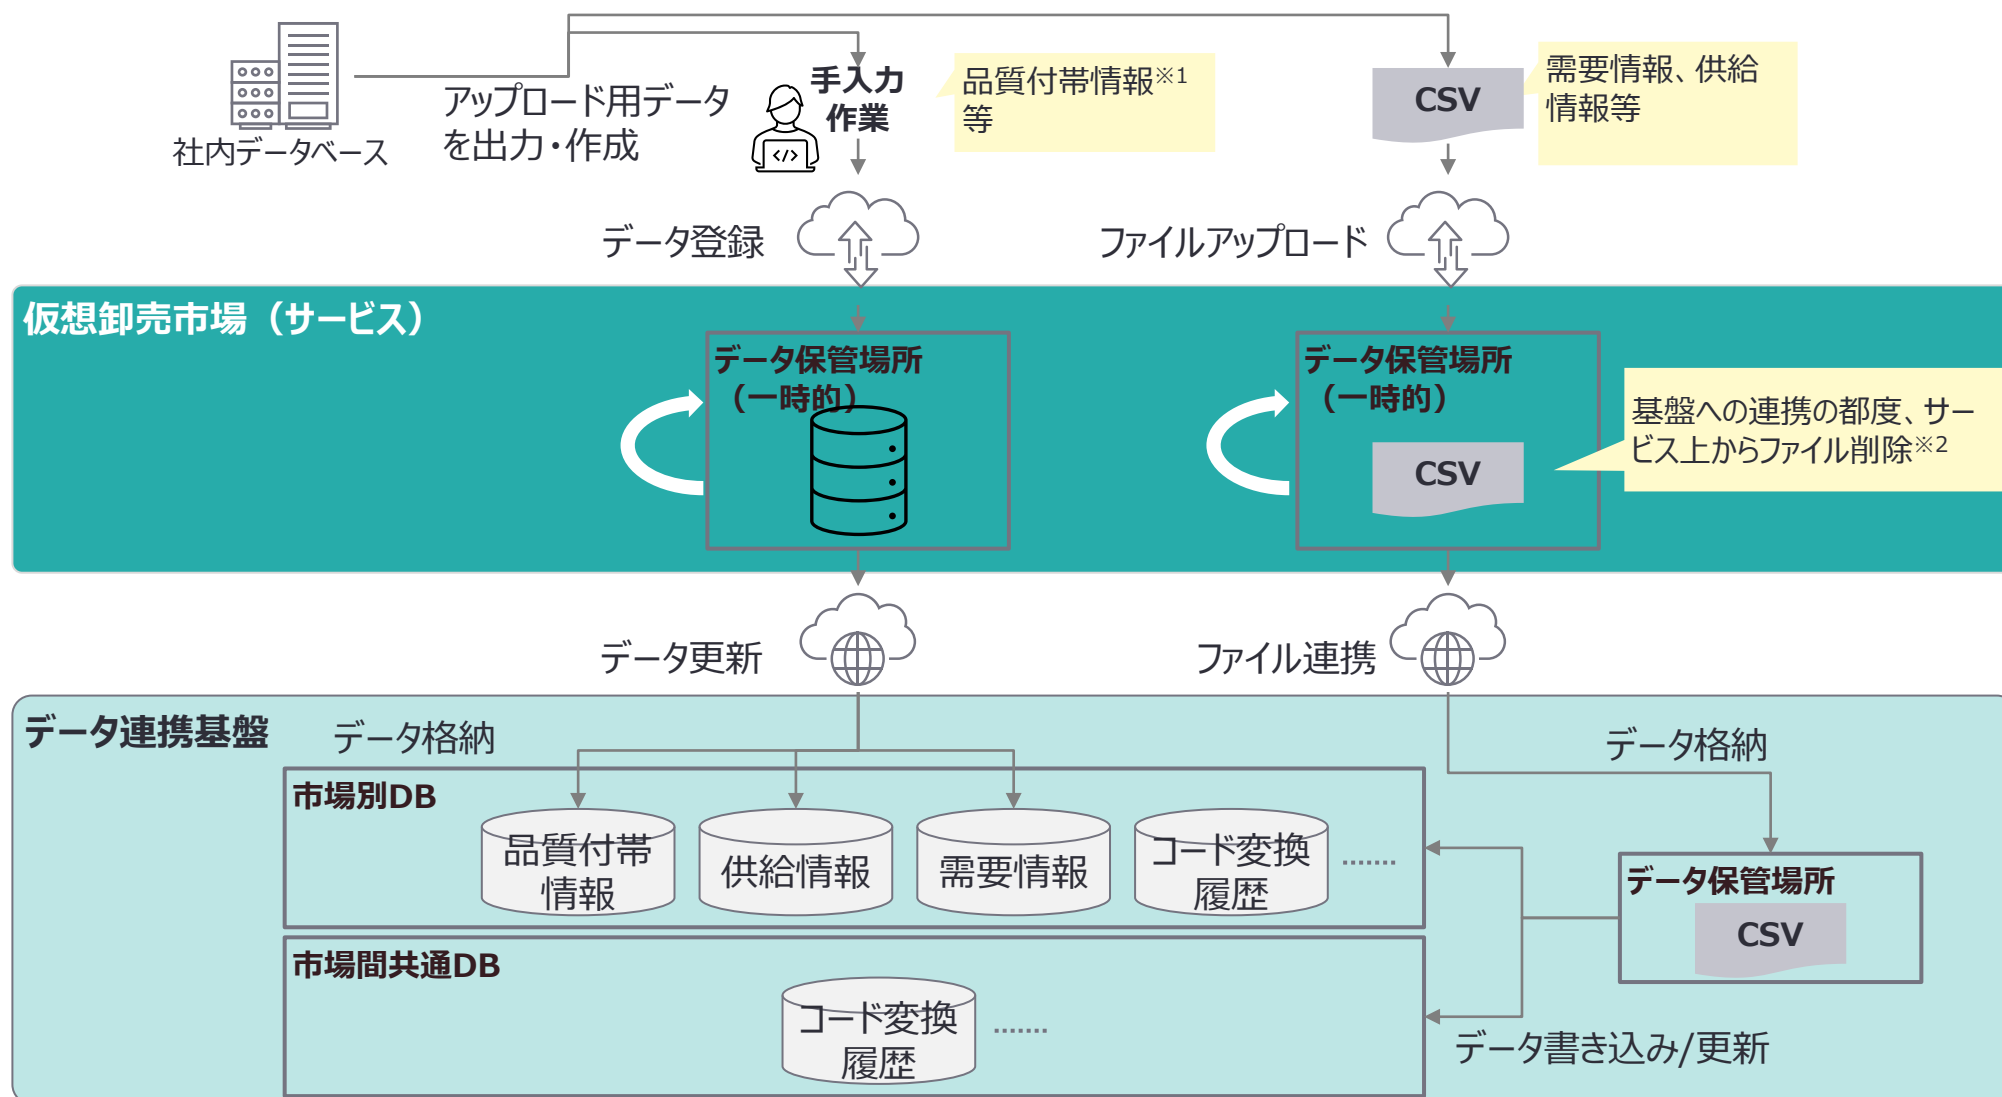 社内データベース
アップロード用データ
を出力・作成
手入力
作業
</>
品質付帯情報※1
等
CSV
需要情報、供給
情報等
データ登録
ファイルアップロード
仮想卸売市場（サービス）
データ保管場所
（一時的）
データ保管場所
（一時的）
CSV
基盤への連携の都度、サー
ビス上からファイル削除※2
データ更新
ファイル連携
データ連携基盤
データ格納
データ格納
市場別DB
品質付帯
情報
供給情報
需要情報
コード変換
履歴
.......
データ保管場所
CSV
市場間共通DB
コード変換
履歴
.......
データ書き込み/更新